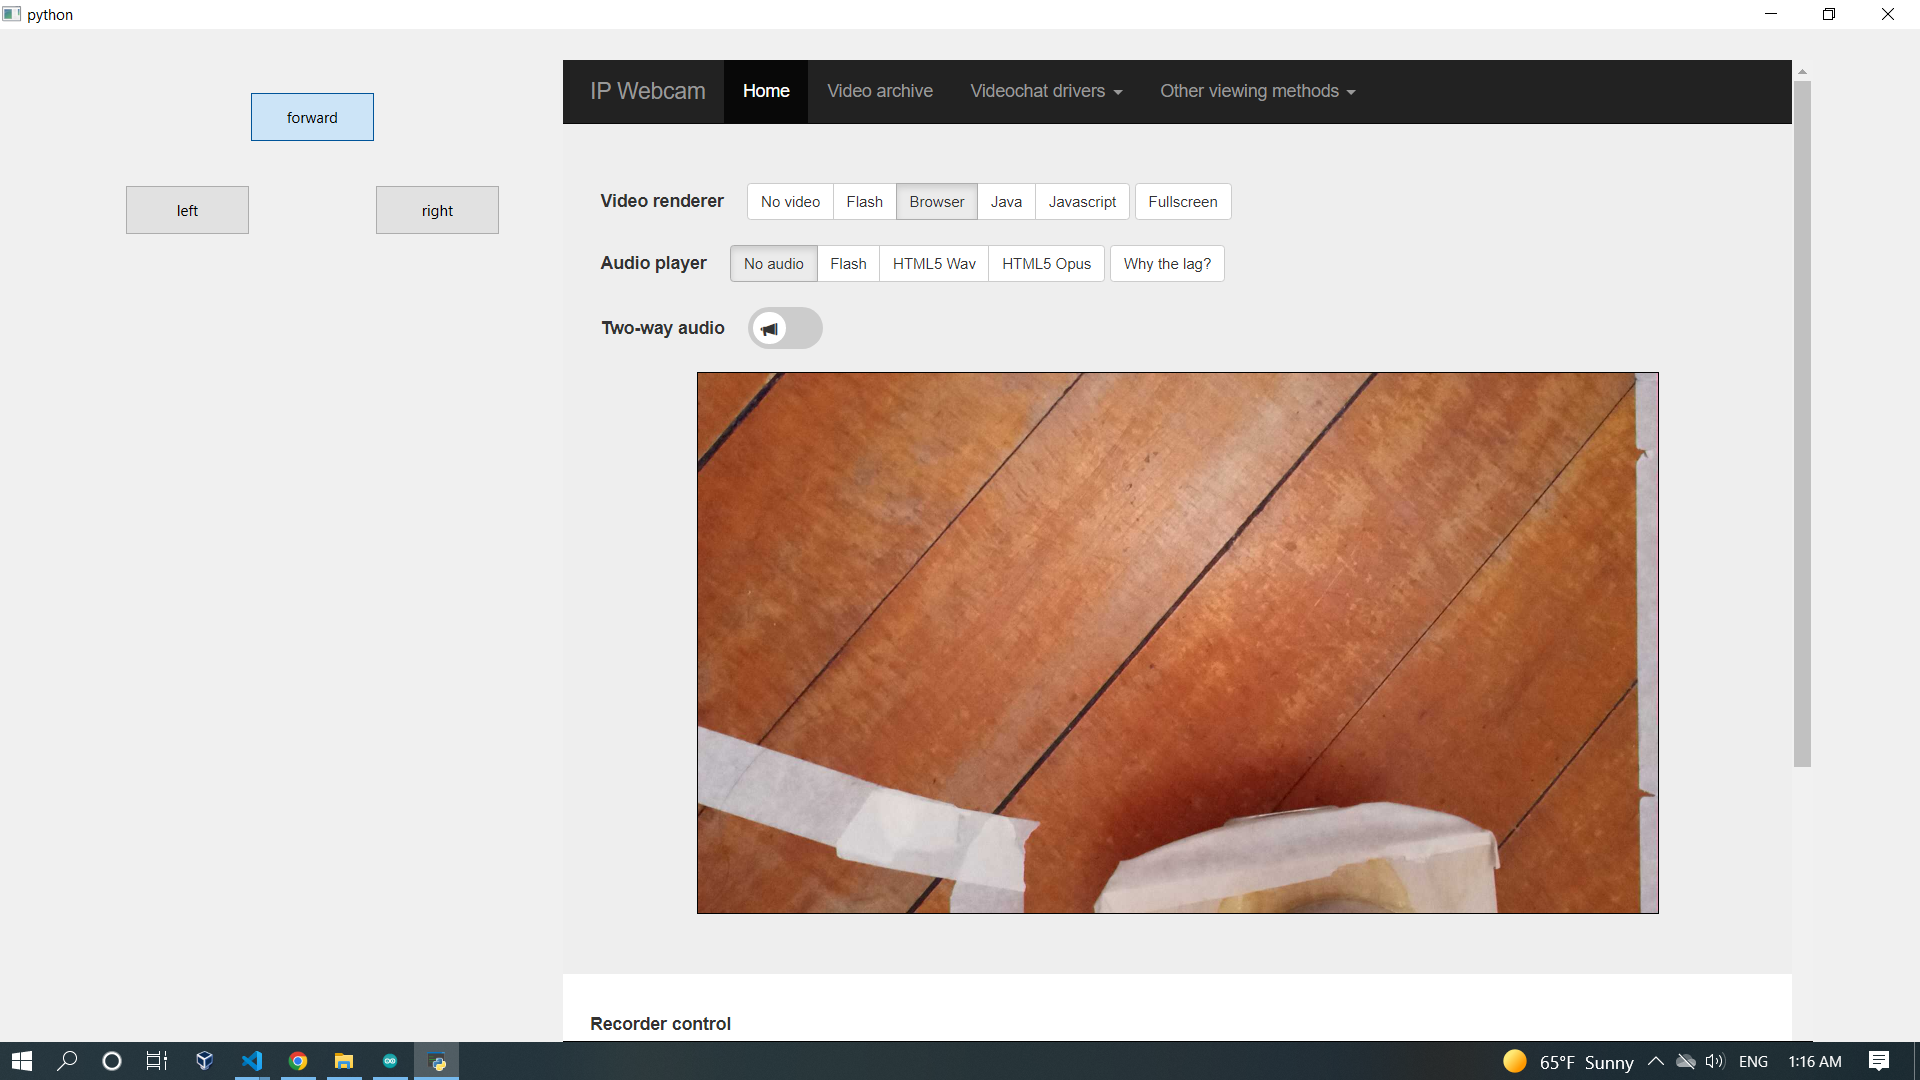 python
forward
left right
IP Webcam Home Video archive Videochat drivers Other viewing methods
Video renderer No video Flash Browser Java Javascript Fullscreen
Audio player No audio Flash HTML5 Wav HTML5 Opus Why the lag?
Two-way audio
Recorder control
65°F Sunny ENG 1:16 AM